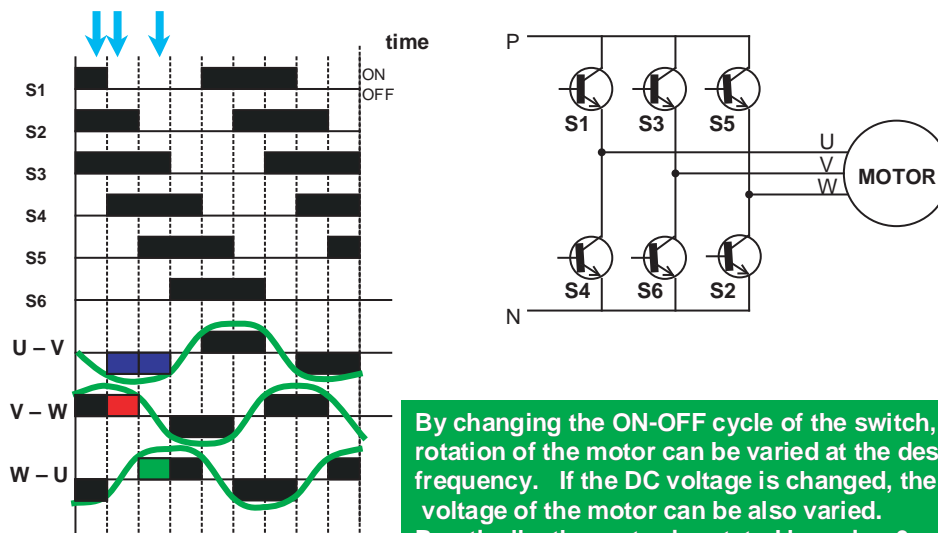 time
ON
OFF
S1
S2
S3
S4
S5
S6
U – V
V – W
W – U
P
S1
S3
S5
U
V
W
MOTOR
S4
S6
S2
N
By changing the ON-OFF cycle of the switch,
rotation of the motor can be varied at the des
frequency. If the DC voltage is changed, the
voltage of the motor can be also varied.